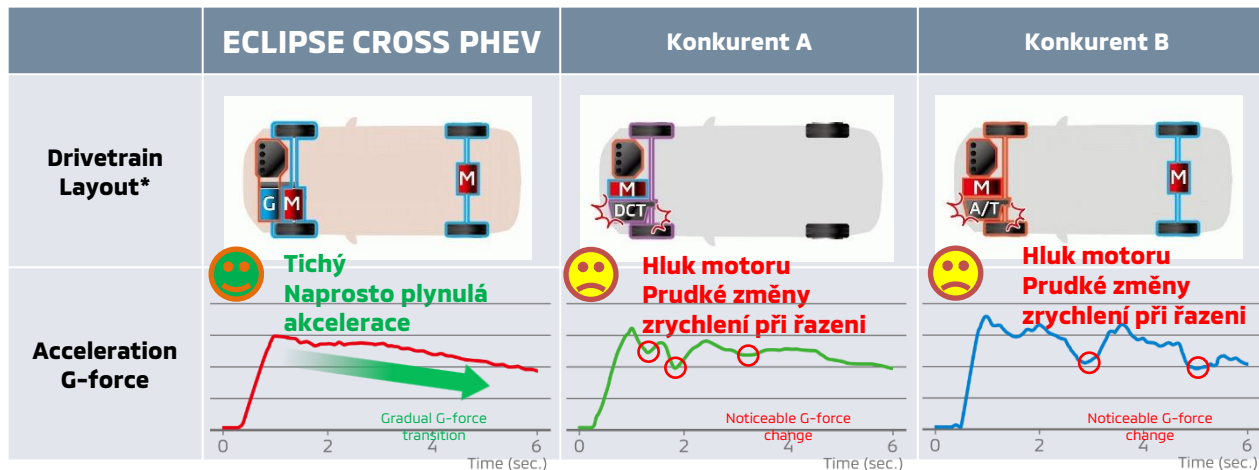 ECLIPSE CROSS PHEV
Konkurent A
Konkurent B
Drivetrain
Layout*
G M
M
M
DCT
M
A/T
M
Tichý
Naprosto plynulá
akcelerace
Hluk motoru
Prudké změny
zrychlení při řazeni
Hluk motoru
Prudké změny
zrychlení při řazeni
Acceleration
G-force
Gradual G-force
transition
0 2 4 6
Time (sec.)
Noticeable G-force
change
0 2 4 6
Time (sec.)
Noticeable G-force
change
0 2 4 6
Time (sec.)